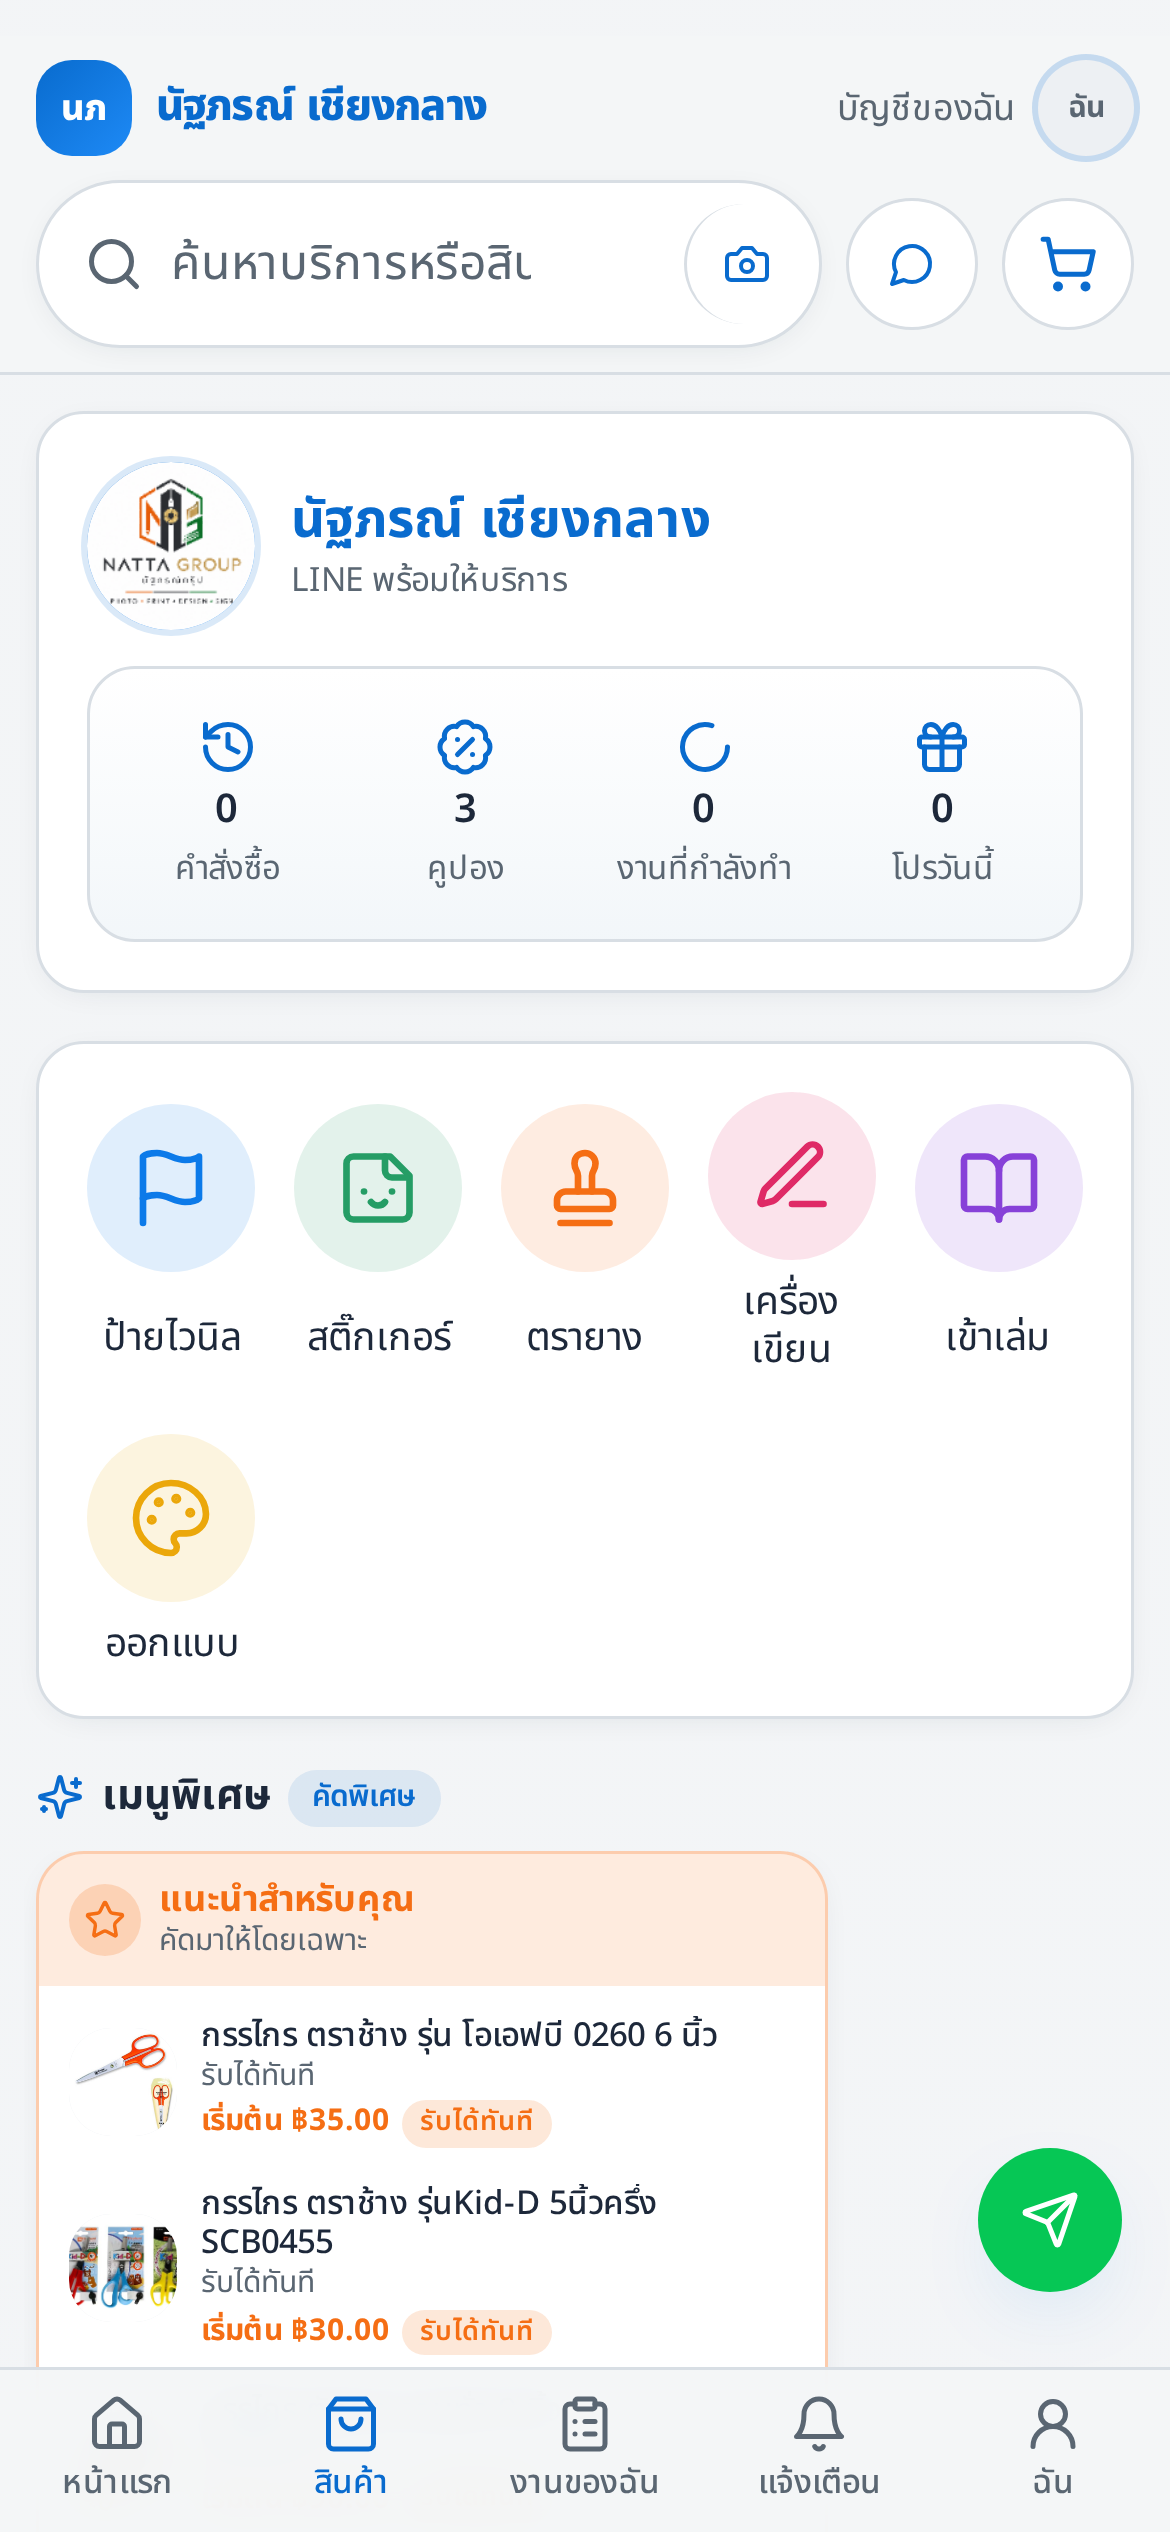 นภ
นัฐภรณ์ เชียงกลาง
บัญชีของฉัน
ฉัน
ค้นหาบริการหรือสิน
NATTA GROUP
นัฐภรณ์กรุ๊ป
PHOTO • PRINT • DESIGN • SIGN
นัฐภรณ์ เชียงกลาง
LINE พร้อมให้บริการ
0
3
0
0
คำสั่งซื้อ
คูปอง
งานที่กำลังทำ
โปรวันนี้
ป้ายไวนิล
สติ๊กเกอร์
ตรายาง
เครื่อง
เขียน
เข้าเล่ม
ออกแบบ
เมนูพิเศษ
คัดพิเศษ
แนะนำสำหรับคุณ
คัดมาให้โดยเฉพาะ
กรรไกร ตราช้าง รุ่น โอเอฟบี 0260 6 นิ้ว
รับได้ทันที
เริ่มต้น ฿35.00
รับได้ทันที
กรรไกร ตราช้าง รุ่นKid-D 5นิ้วครึ่ง
SCB0455
รับได้ทันที
เริ่มต้น ฿30.00
รับได้ทันที
หน้าแรก
สินค้า
งานของฉัน
แจ้งเตือน
ฉัน